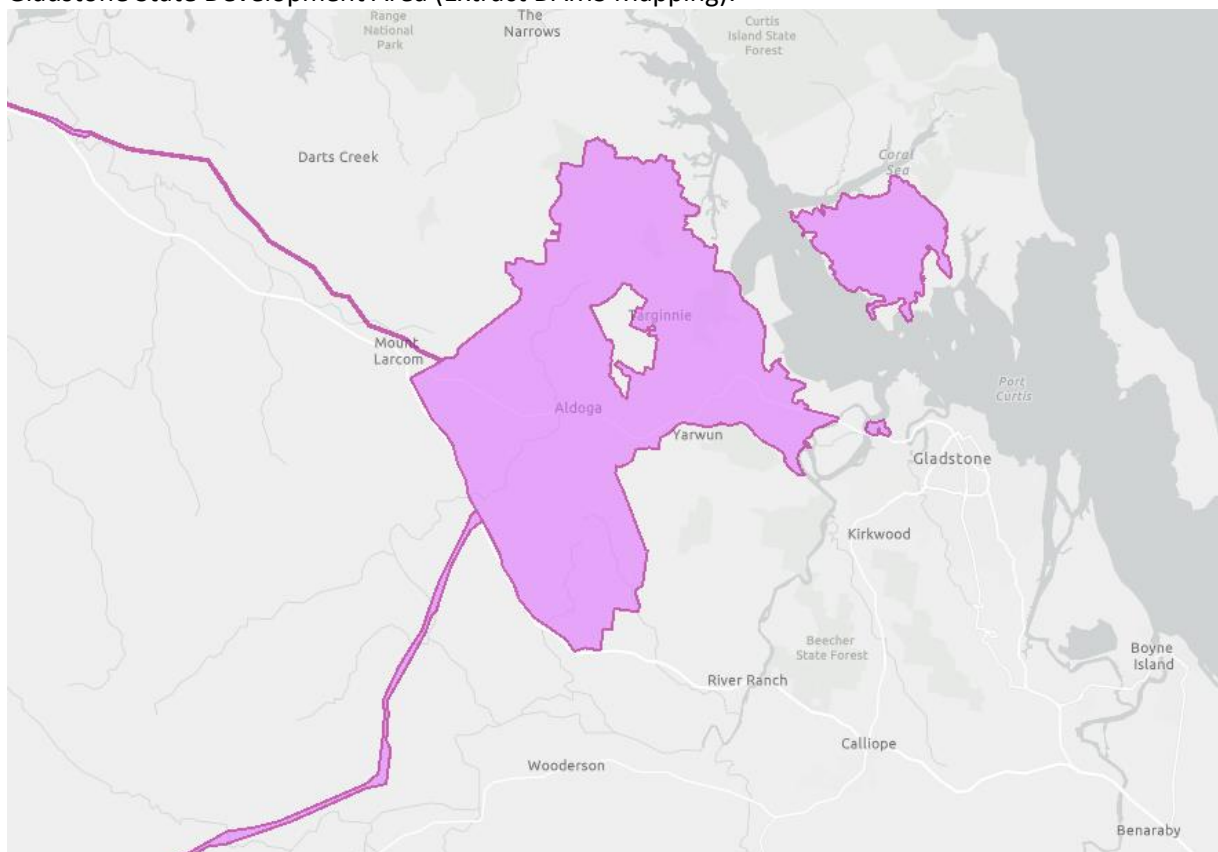 Gladstone State Development Area (Extract DAMS mapping).
Range
National
Park
The
Narrows
Curtis
Island State
Forest
Darts Creek
Coral
Sea
Targinnie
Mount
Larcom
Port
Curtis
Aldoga
Yarwun
Gladstone
Kirkwood
Beecher
State Forest
Boyne
Island
River Ranch
Calliope
Wooderson
Benaraby